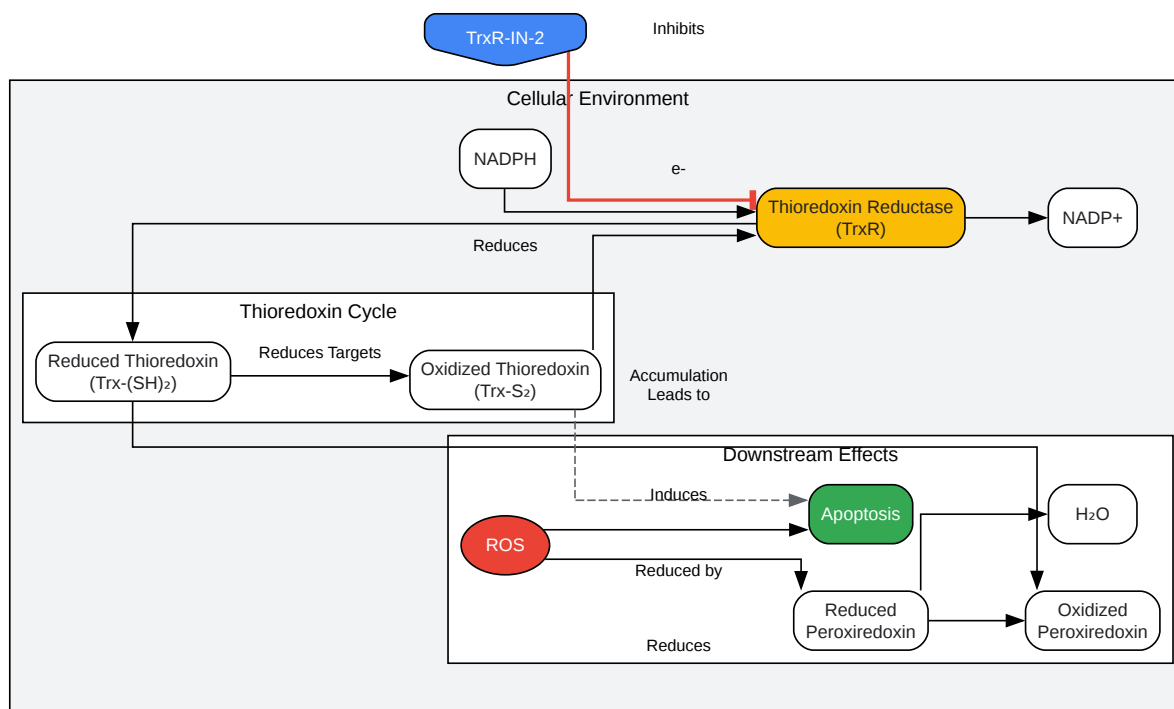 TrxR-IN-2
Inhibits
Cellular Environment
NADPH
e-
Thioredoxin Reductase
(TrxR)
NADP+
Reduces
Thioredoxin Cycle
Reduced Thioredoxin
(Trx-(SH)₂)
Reduces Targets
Oxidized Thioredoxin
(Trx-S₂)
Accumulation
Leads to
Downstream Effects
Induces
Apoptosis
H₂O
ROS
Reduced by
Reduced
Peroxiredoxin
Oxidized
Peroxiredoxin
Reduces